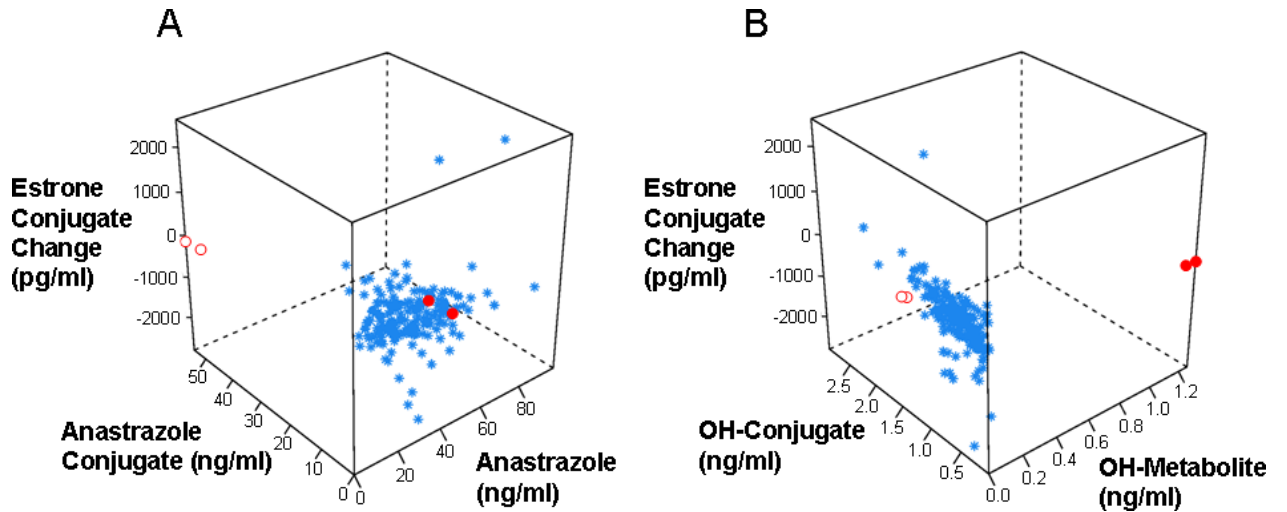 A
2000
1000
0
-1000
-2000
Estrone
Conjugate
Change
(pg/ml)
50
40
30
20
10
0
Anastrazole
Conjugate (ng/ml)
0
20
40
60
80
Anastrazole
(ng/ml)
B
2000
1000
0
-1000
-2000
Estrone
Conjugate
Change
(pg/ml)
2.5
2.0
1.5
1.0
0.5
OH-Conjugate
(ng/ml)
0.0
0.2
0.4
0.6
0.8
1.0
1.2
OH-Metabolite
(ng/ml)